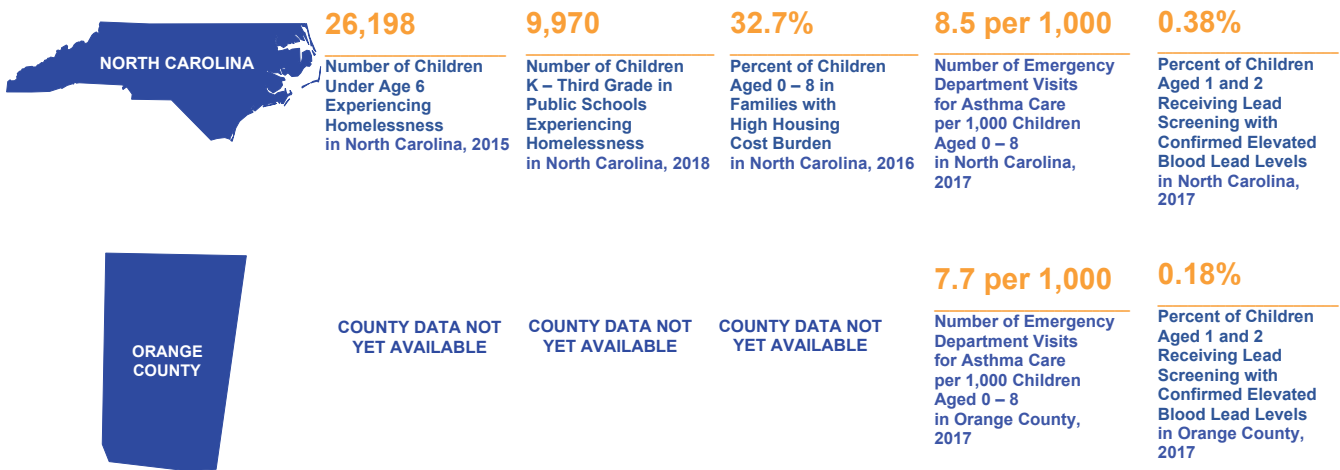 NORTH CAROLINA
26,198
Number of Children
Under Age 6
Experiencing
Homelessness
in North Carolina, 2015
9,970
Number of Children
K – Third Grade in
Public Schools
Experiencing
Homelessness
in North Carolina, 2018
32.7%
Percent of Children
Aged 0 – 8 in
Families with
High Housing
Cost Burden
in North Carolina, 2016
8.5 per 1,000
Number of Emergency
Department Visits
for Asthma Care
per 1,000 Children
Aged 0 – 8
in North Carolina,
2017
0.38%
Percent of Children
Aged 1 and 2
Receiving Lead
Screening with
Confirmed Elevated
Blood Lead Levels
in North Carolina,
2017
ORANGE
COUNTY
COUNTY DATA NOT
YET AVAILABLE
COUNTY DATA NOT
YET AVAILABLE
COUNTY DATA NOT
YET AVAILABLE
7.7 per 1,000
Number of Emergency
Department Visits
for Asthma Care
per 1,000 Children
Aged 0 – 8
in Orange County,
2017
0.18%
Percent of Children
Aged 1 and 2
Receiving Lead
Screening with
Confirmed Elevated
Blood Lead Levels
in Orange County,
2017